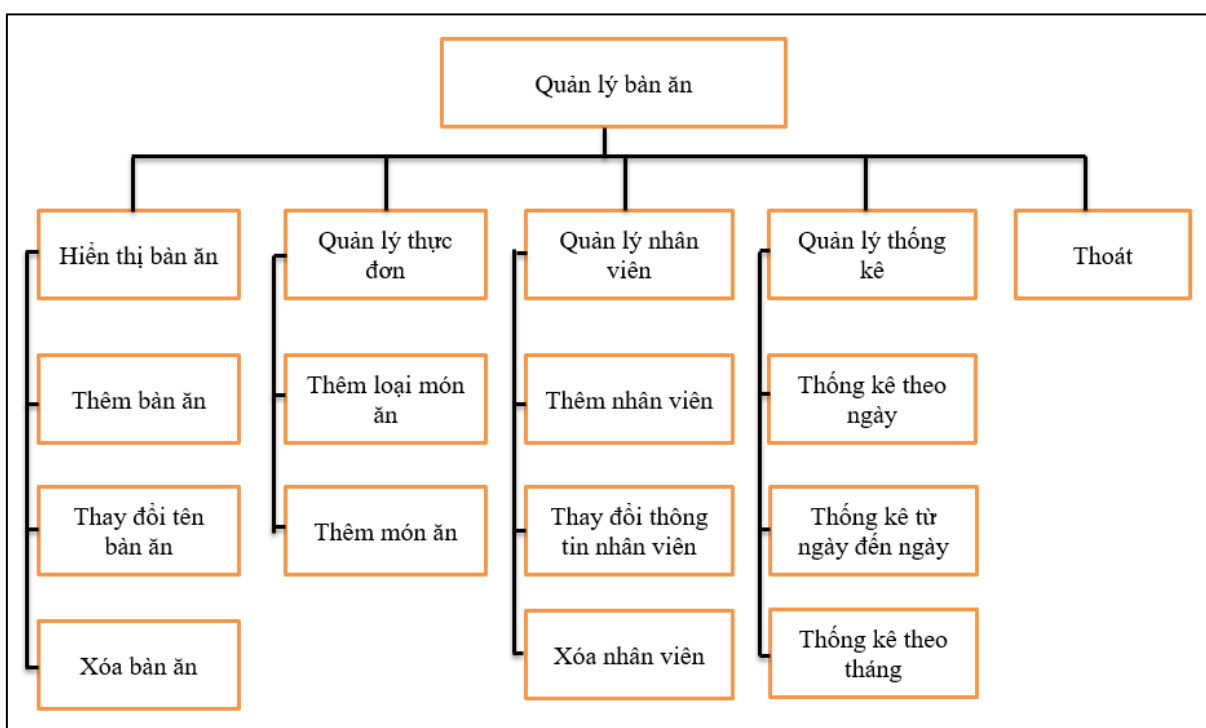 Quản lý bàn ăn
Hiển thị bàn ăn
Quản lý thực
đơn
Quản lý nhân
viên
Quản lý thống
kê
Thoát
Thêm bàn ăn
Thêm loại món
ăn
Thêm nhân viên
Thống kê theo
ngày
Thay đổi tên
bàn ăn
Thêm món ăn
Thay đổi thông
tin nhân viên
Thống kê từ
ngày đến ngày
Xóa bàn ăn
Xóa nhân viên
Thống kê theo
tháng